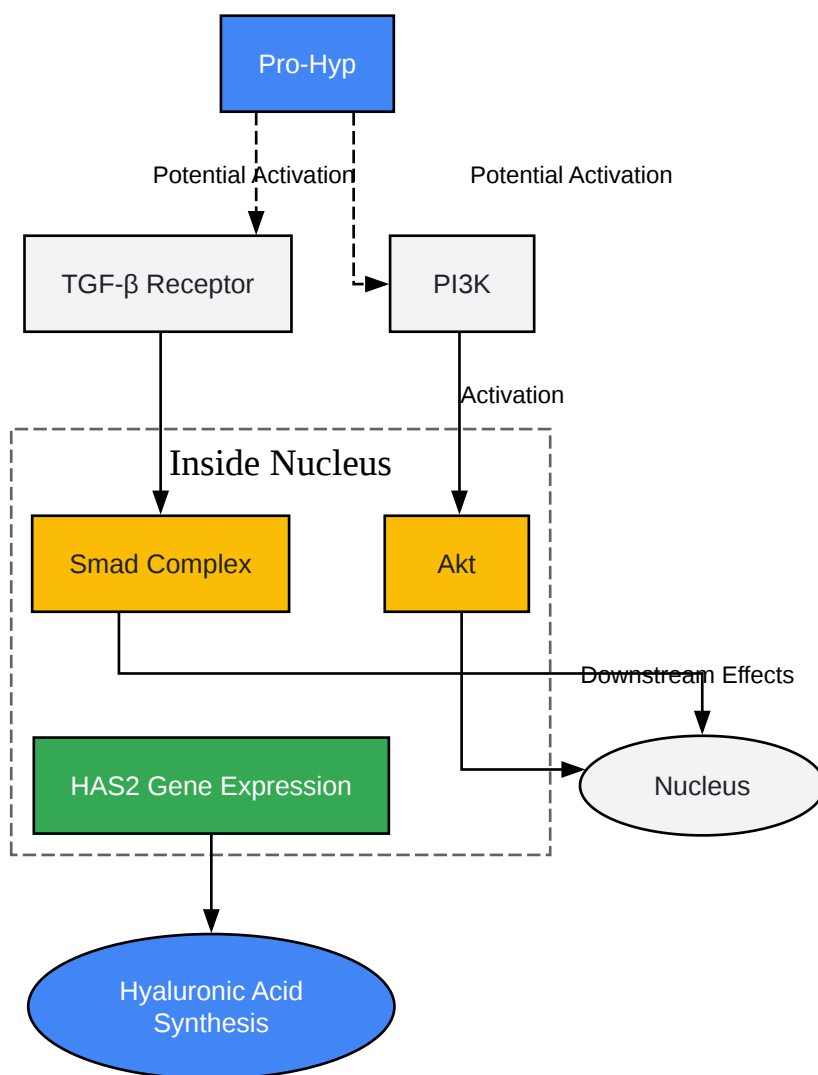 Pro-Hyp
Potential Activation
Potential Activation
TGF-β Receptor
PI3K
Activation
Inside Nucleus
Smad Complex
Akt
Downstream Effects
HAS2 Gene Expression
Nucleus
Hyaluronic Acid
Synthesis